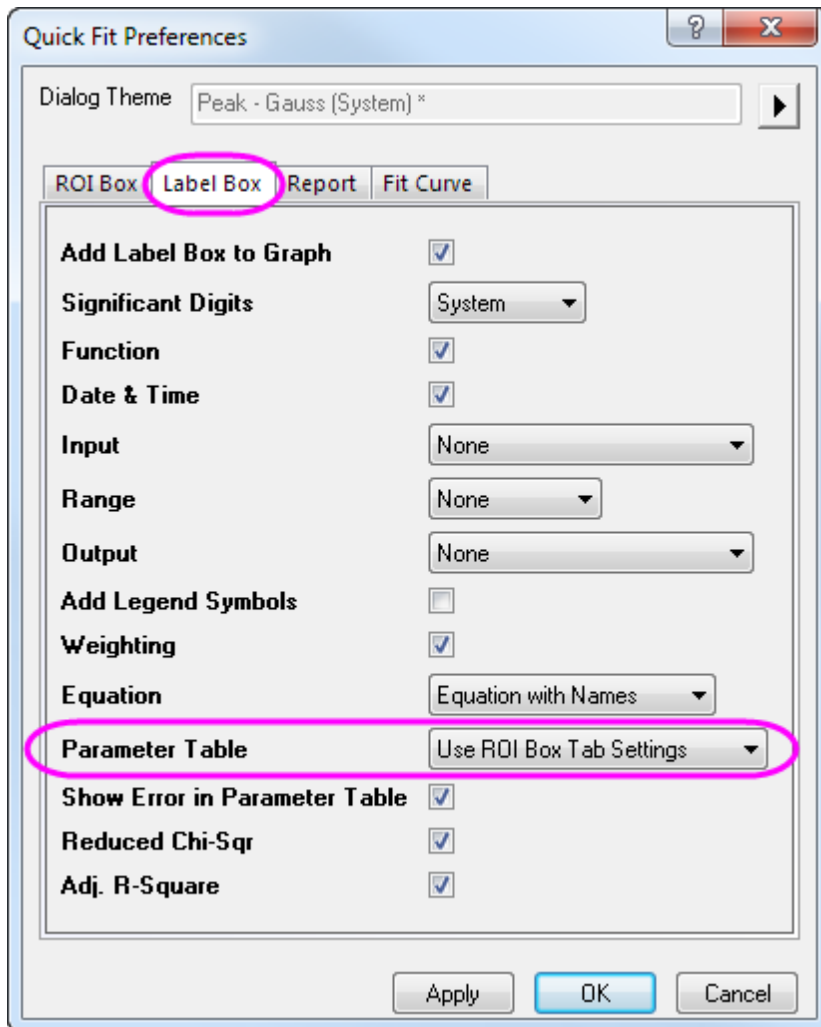 Quick Fit Preferences
Dialog Theme Peak - Gauss (System) *
ROI Box Label Box Report Fit Curve
Add Label Box to Graph
Significant Digits System
Function
Date & Time
Input None
Range None
Output None
Add Legend Symbols
Weighting
Equation Equation with Names
Parameter Table Use ROI Box Tab Settings
Show Error in Parameter Table
Reduced Chi-Sqr
Adj. R-Square
Apply OK Cancel